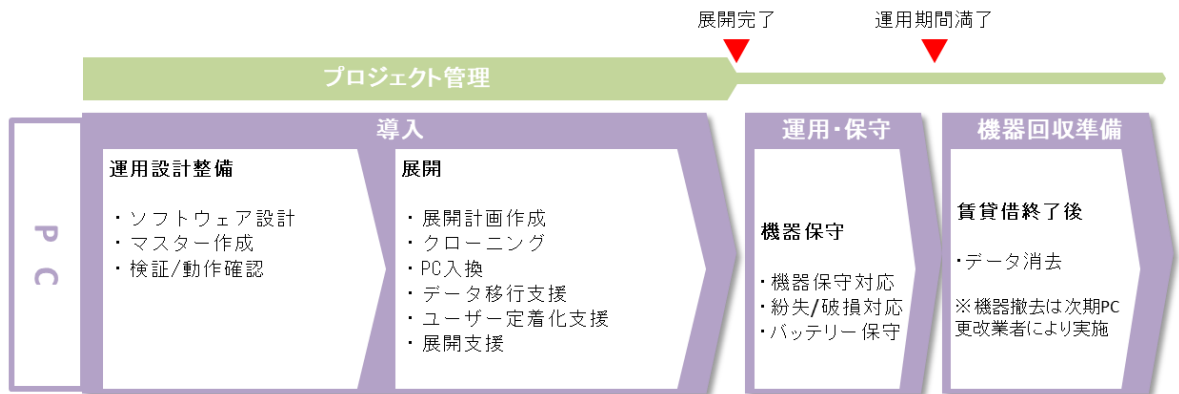 展開完了
運用期間満了
プロジェクト管理
PC
導入
運用設計整備
・ソフトウェア設計
・マスター作成
・検証/動作確認
展開
・展開計画作成
・クローニング
・PC入換
・データ移行支援
・ユーザー定着化支援
・展開支援
運用・保守
機器保守
・機器保守対応
・紛失/破損対応
・バッテリー保守
機器回収準備
賃貸借終了後
・データ消去
※機器撤去は次期PC
更改業者により実施